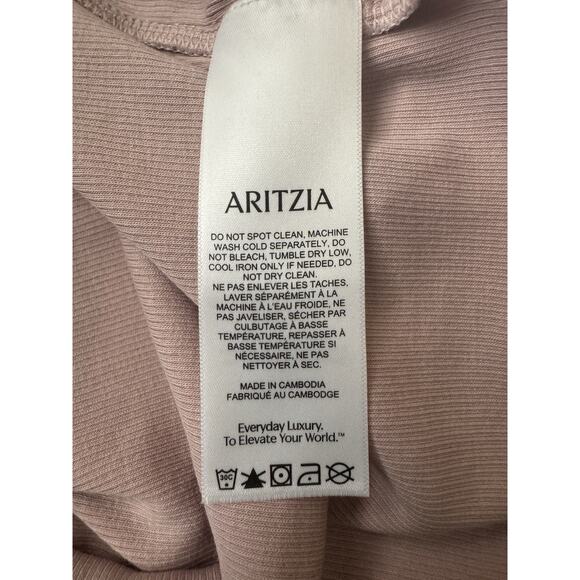 ARITZIA
DO NOT SPOT CLEAN, MACHINE
WASH COLD SEPARATELY, DO
NOT BLEACH, TUMBLE DRY LOW,
COOL IRON ONLY IF NEEDED, DO
NOT DRY CLEAN.
NE PAS ENLEVER LES TACHES,
LAVER SÉPARÉMENT À LA
MACHINE À L'EAU FROIDE, NE
PAS JAVELISER, SÉCHER PAR
CULBUTAGE À BASSE
TEMPÉRATURE, REPASSER À
BASSE TEMPÉRATURE SI
NÉCESSAIRE, NE PAS
NETTOYER À SEC.
MADE IN CAMBODIA
FABRIQUÉ AU CAMBODGE
Everyday Luxury.
To Elevate Your World.™
30C